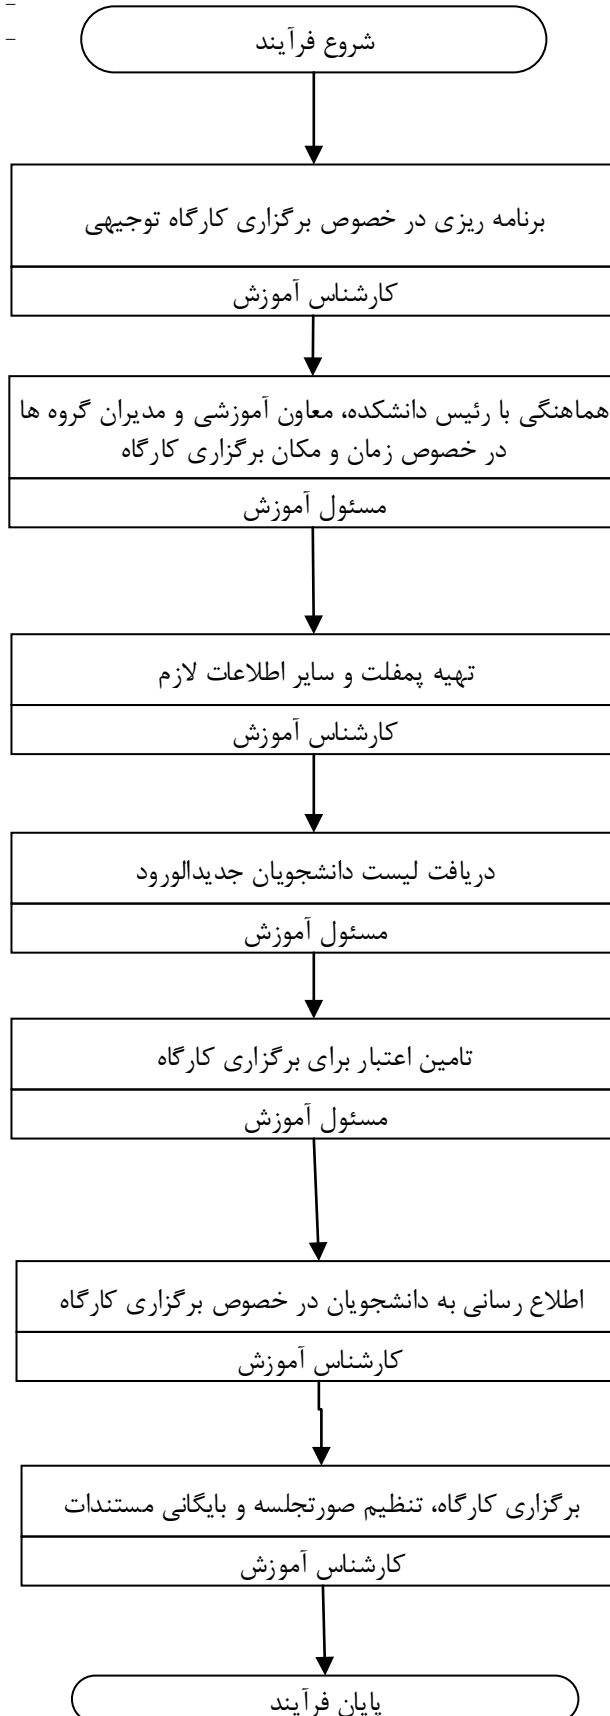 شروع فرآیند
برنامه ریزی در خصوص برگزاری کارگاه توجیهی
کارشناس آموزش
هماهنگی با رئیس دانشکده، معاون آموزشی و مدیران گروه ها
در خصوص زمان و مکان برگزاری کارگاه
مسئول آموزش
تهیه پمفلت و سایر اطلاعات لازم
کارشناس آموزش
دریافت لیست دانشجویان جدیدالورود
مسئول آموزش
تامین اعتبار برای برگزاری کارگاه
مسئول آموزش
اطلاع رسانی به دانشجویان در خصوص برگزاری کارگاه
کارشناس آموزش
برگزاری کارگاه، تنظیم صورتجلسه و بایگانی مستندات
کارشناس آموزش
پایان فرآیند